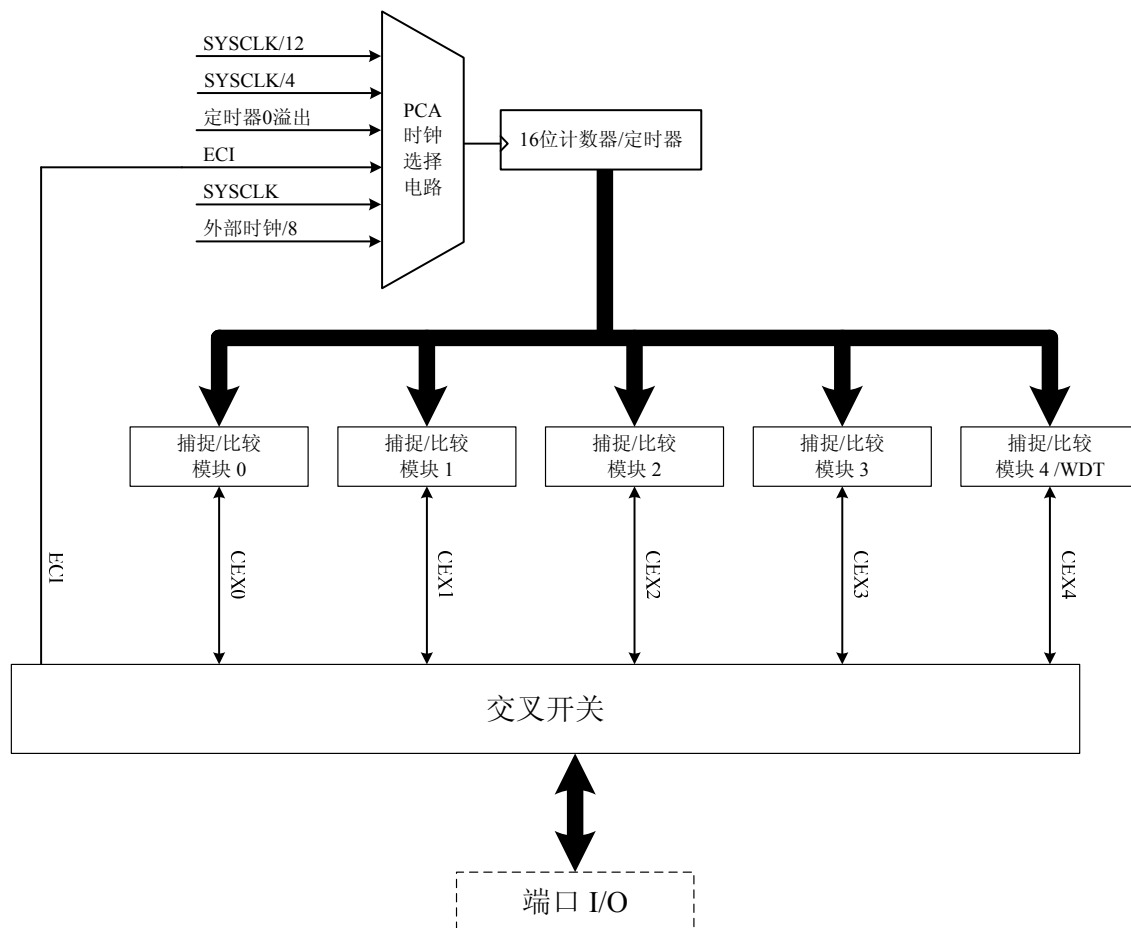 SYSCLK/12
SYSCLK/4
定时器0溢出
ECI
SYSCLK
外部时钟/8
PCA
时钟
选择
电路
16位计数器/定时器
捕捉/比较
模块 0
捕捉/比较
模块 1
捕捉/比较
模块 2
捕捉/比较
模块 3
捕捉/比较
模块 4 /WDT
ECI
CEX0
CEX1
CEX2
CEX3
CEX4
交叉开关
端口 I/O